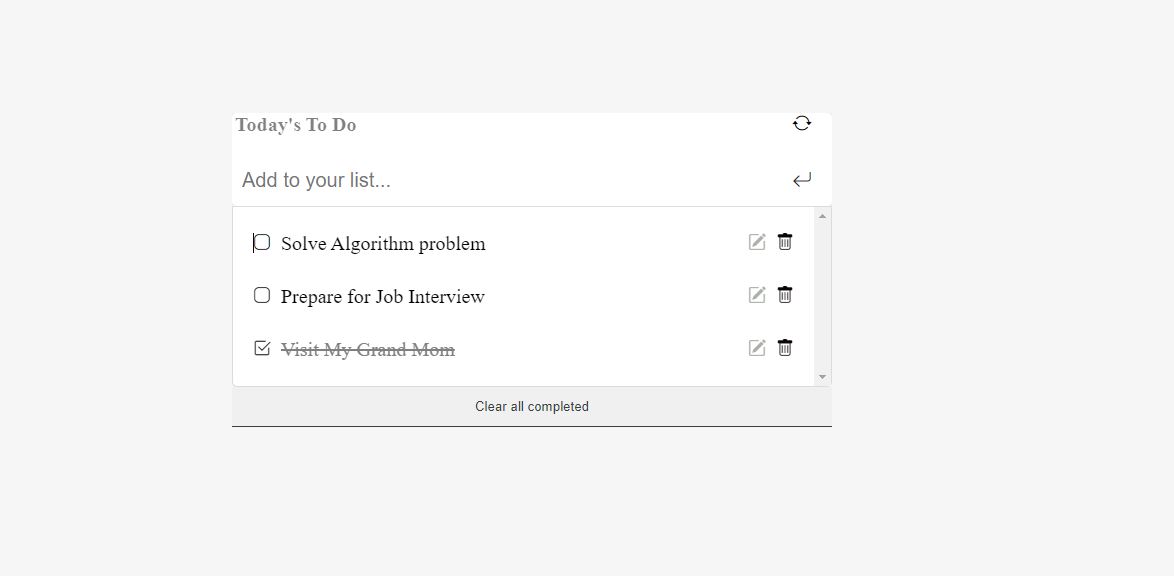 Today's To Do
Add to your list...
Solve Algorithm problem
Prepare for Job Interview
Visit My Grand Mom
Clear all completed